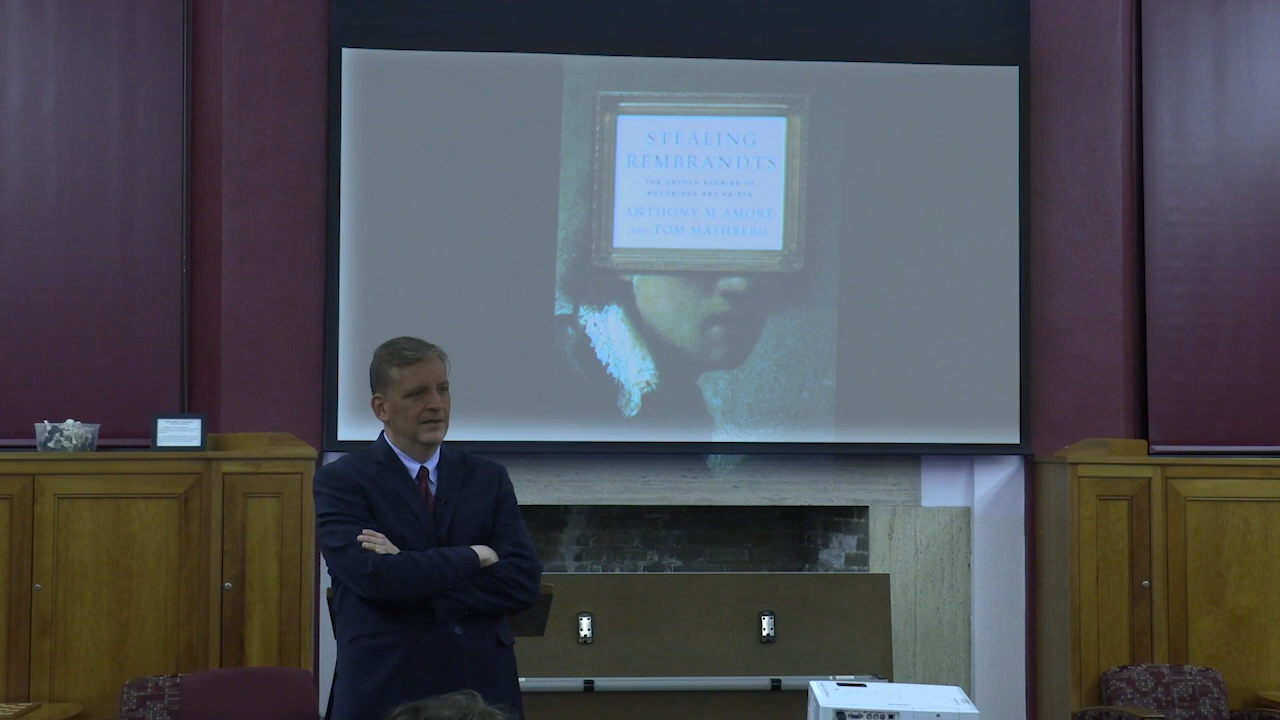 STEALING
REMBRANDTS
THE UNTOLD STORIES OF
NOTORIOUS ART HEISTS
ANTHONY M. AMORE
AND TOM MASHBERG